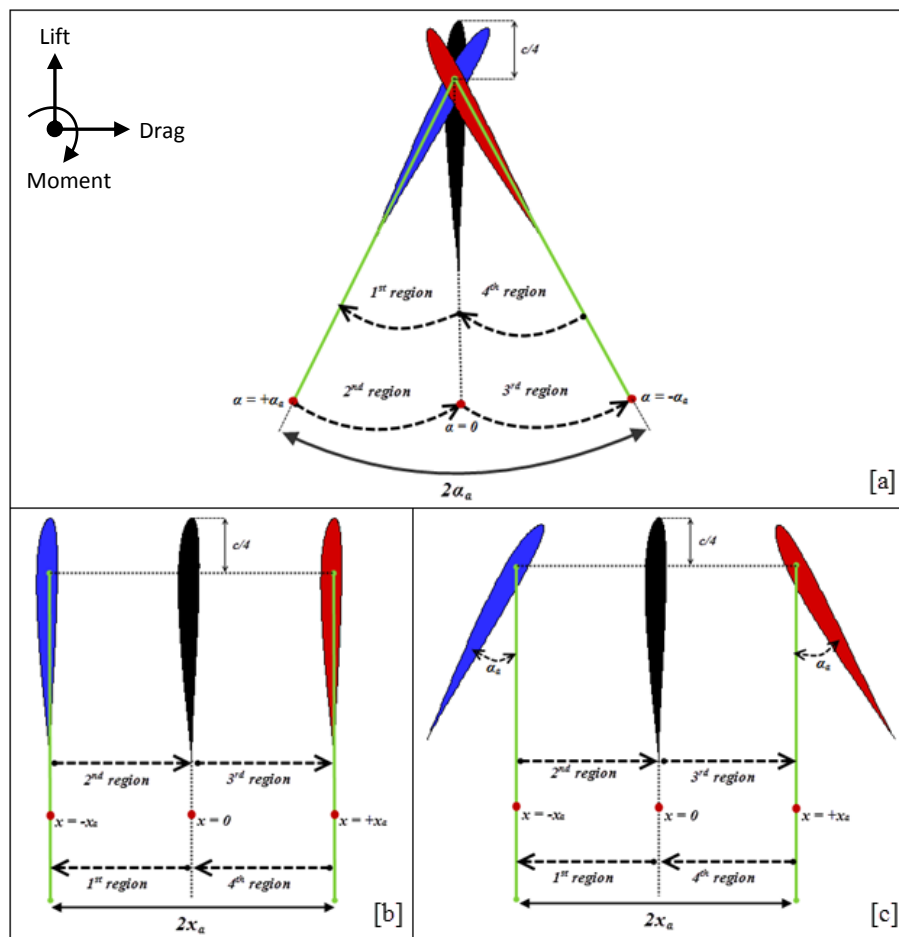 Lift
Drag
Moment
c/4
1st region
4th region
2nd region
3rd region
α = +αa
α = 0
α = -αa
2αa
[a]
c/4
2nd region
3rd region
x = -xa
x = 0
x = +xa
1st region
4th region
2xa
[b]
c/4
αa
αa
2nd region
3rd region
x = -xa
x = 0
x = +xa
1st region
4th region
2xa
[c]